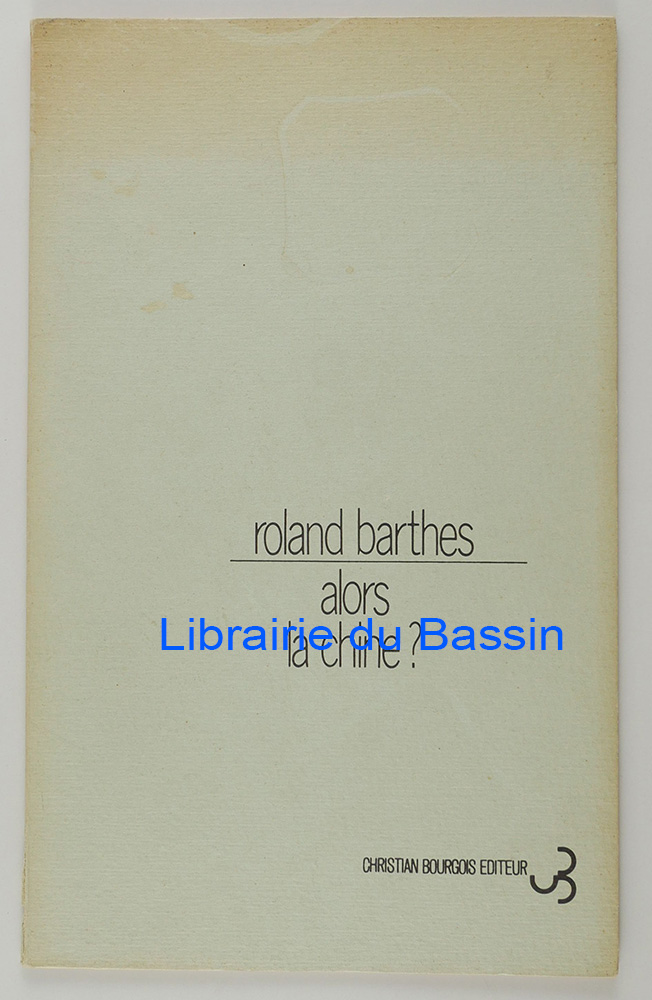 roland barthes
alors
Librairie du Bassin
la chine ?
CHRISTIAN BOURGOIS EDITEUR